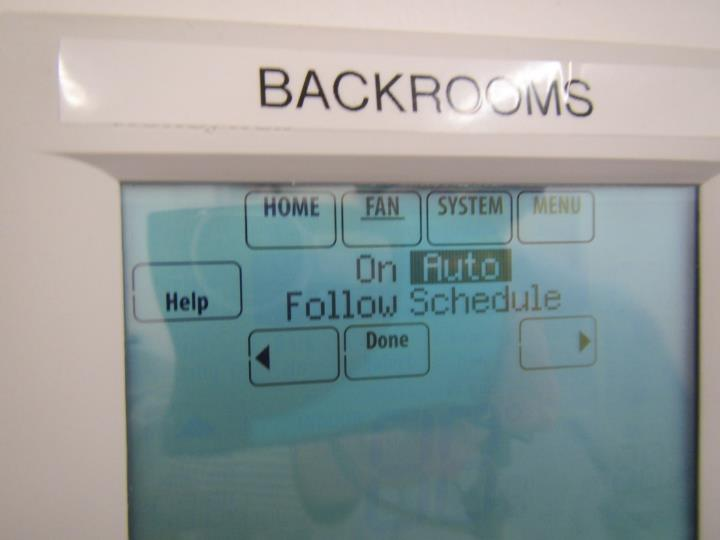 BACKROOMS
HOME FAN SYSTEM MENU
On Auto
Help
Follow Schedule
Done